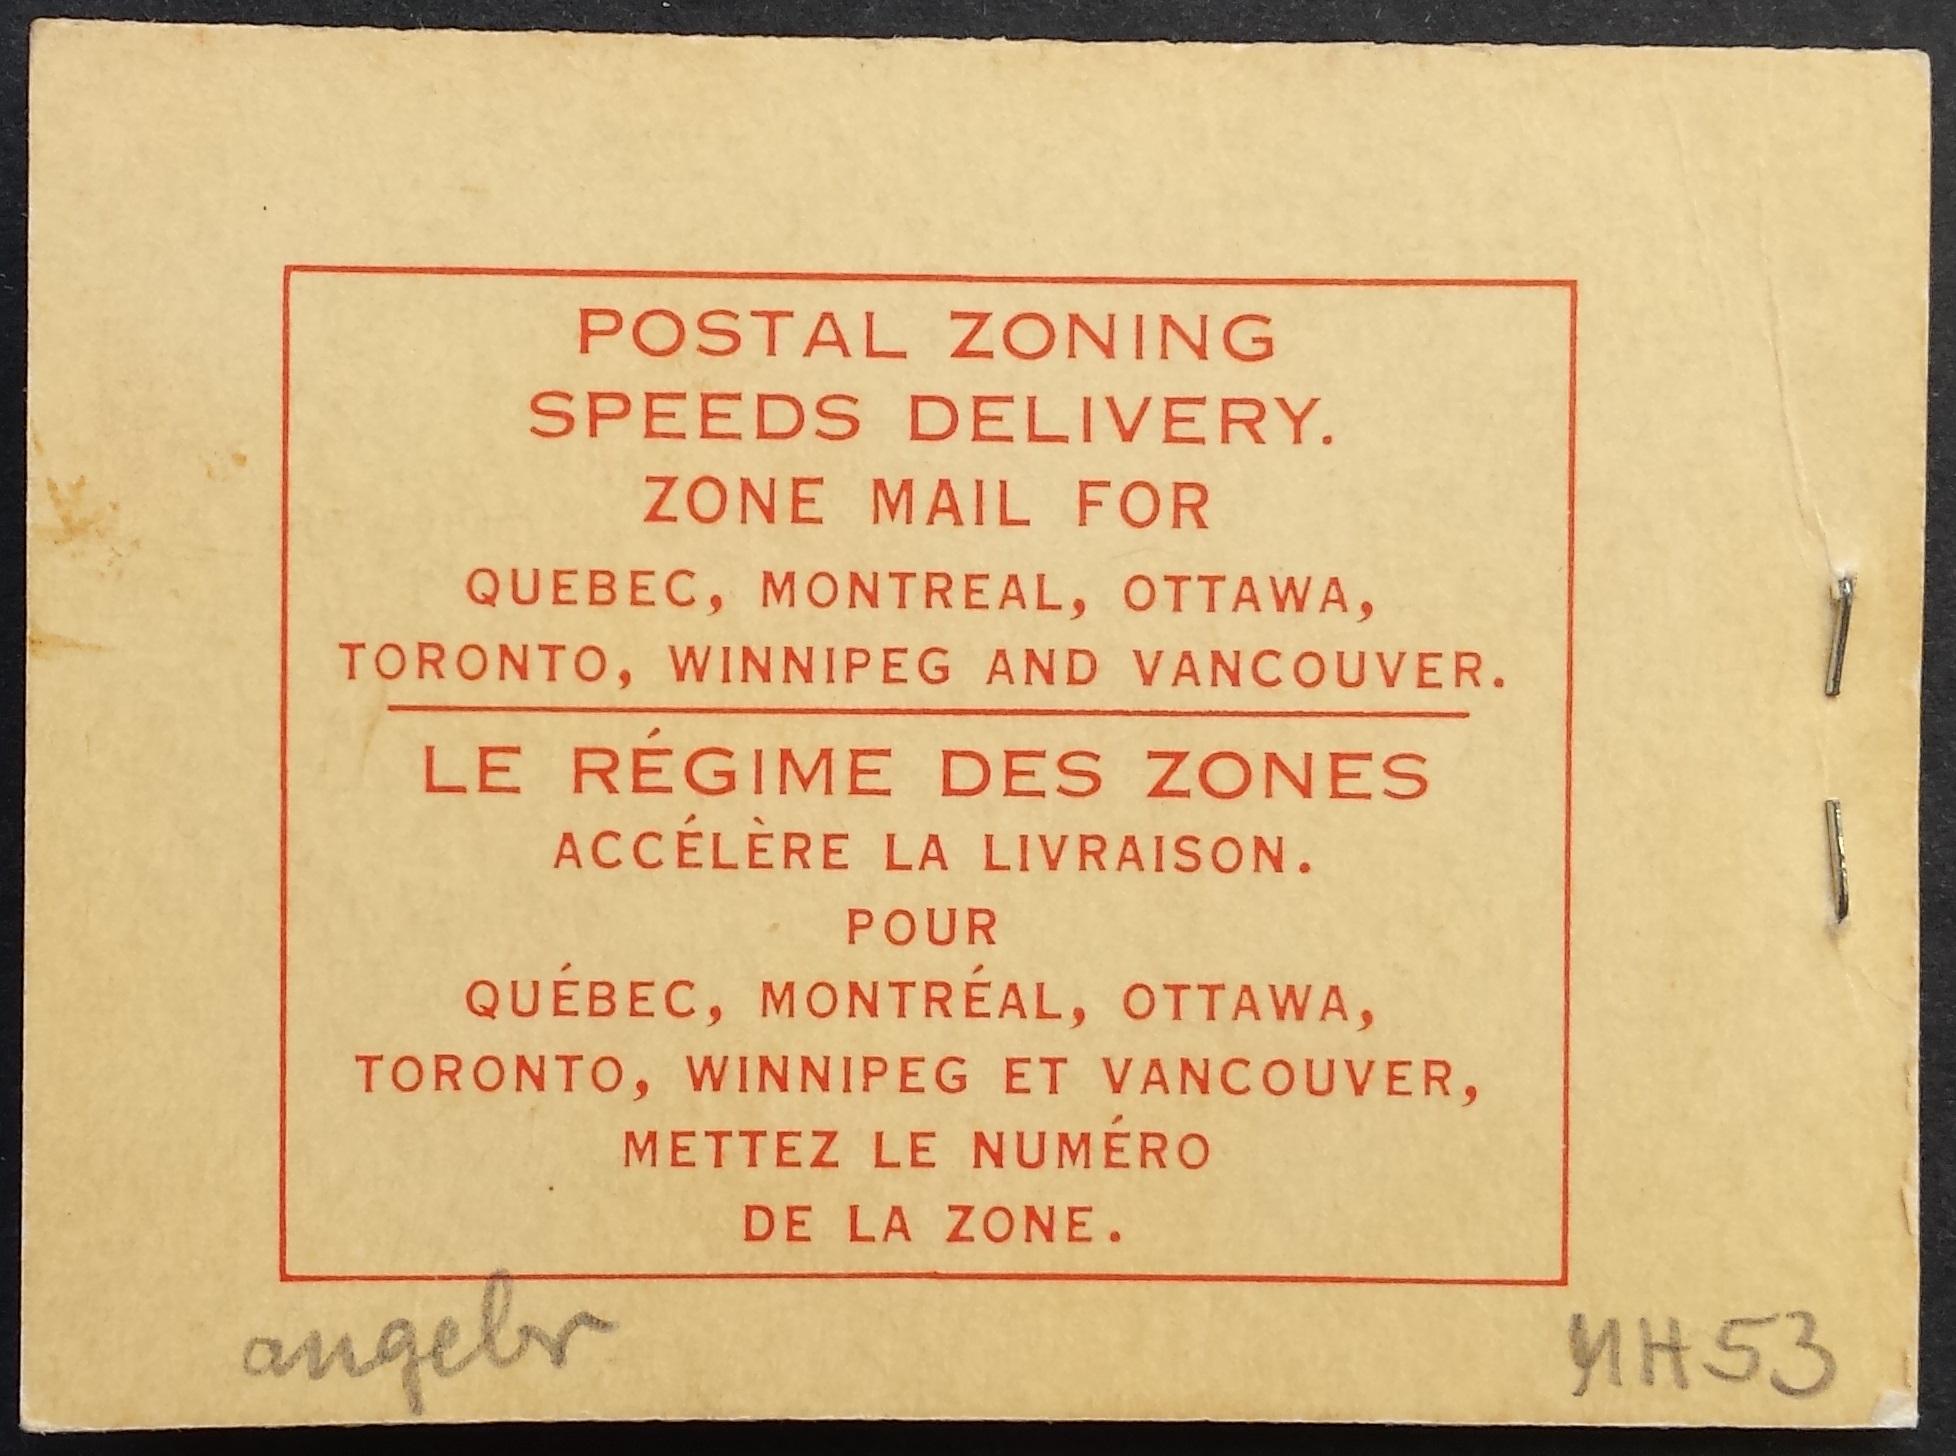 POSTAL ZONING
SPEEDS DELIVERY.
ZONE MAIL FOR
QUEBEC, MONTREAL, OTTAWA,
TORONTO, WINNIPEG AND VANCOUVER.
LE RÉGIME DES ZONES
ACCÉLÈRE LA LIVRAISON.
POUR
QUÉBEC, MONTRÉAL, OTTAWA,
TORONTO, WINNIPEG ET VANCOUVER,
METTEZ LE NUMÉRO
DE LA ZONE.
angebr
MH53